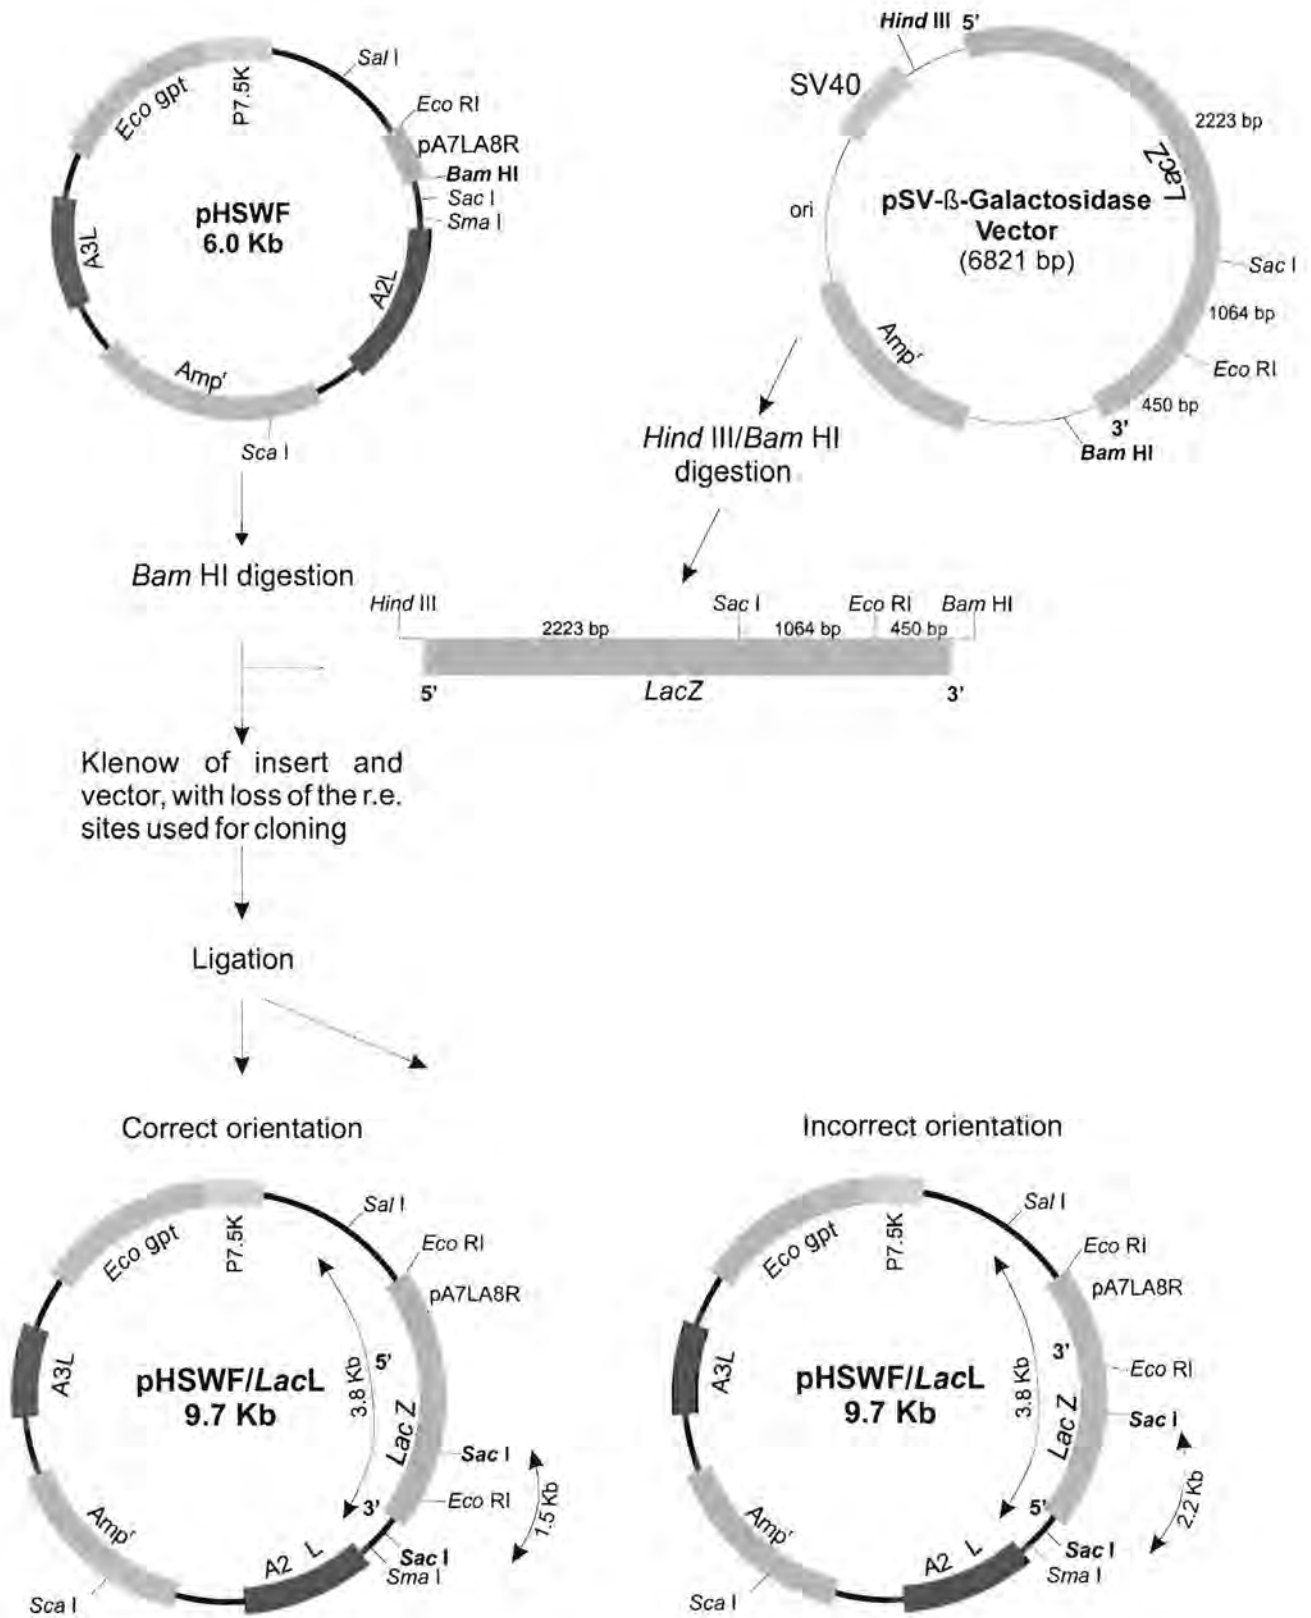 Hind III 5'
Sal I
SV40
Eco gpt
P7.5K
Eco RI
pA7LA8R
2223 bp
LacZ
Bam HI
Sac I
Sma I
pHSWF
6.0 Kb
ori
pSV-ß-Galactosidase
Vector
(6821 bp)
A3L
A2L
Sac I
1064 bp
Ampʳ
Ampʳ
Eco RI
450 bp
3'
Bam HI
Sca I
Hind III/Bam HI
digestion
Bam HI digestion
Hind III
Sac I
Eco RI
Bam HI
2223 bp
1064 bp
450 bp
5'
LacZ
3'
Klenow of insert and
vector, with loss of the r.e.
sites used for cloning
Ligation
Correct orientation
Incorrect orientation
Sal I
Eco gpt
P7.5K
Eco RI
pA7LA8R
A3L
pHSWF/LacL
9.7 Kb
3.8 Kb
5'
Lac Z
Sac I
3'
Eco RI
1.5 Kb
Ampʳ
A2 L
Sac I
Sma I
Sca I
Sal I
Eco gpt
P7.5K
Eco RI
pA7LA8R
A3L
pHSWF/LacL
9.7 Kb
3.8 Kb
3'
Eco RI
Lac Z
Sac I
5'
2.2 Kb
Ampʳ
A2 L
Sac I
Sma I
Sca I